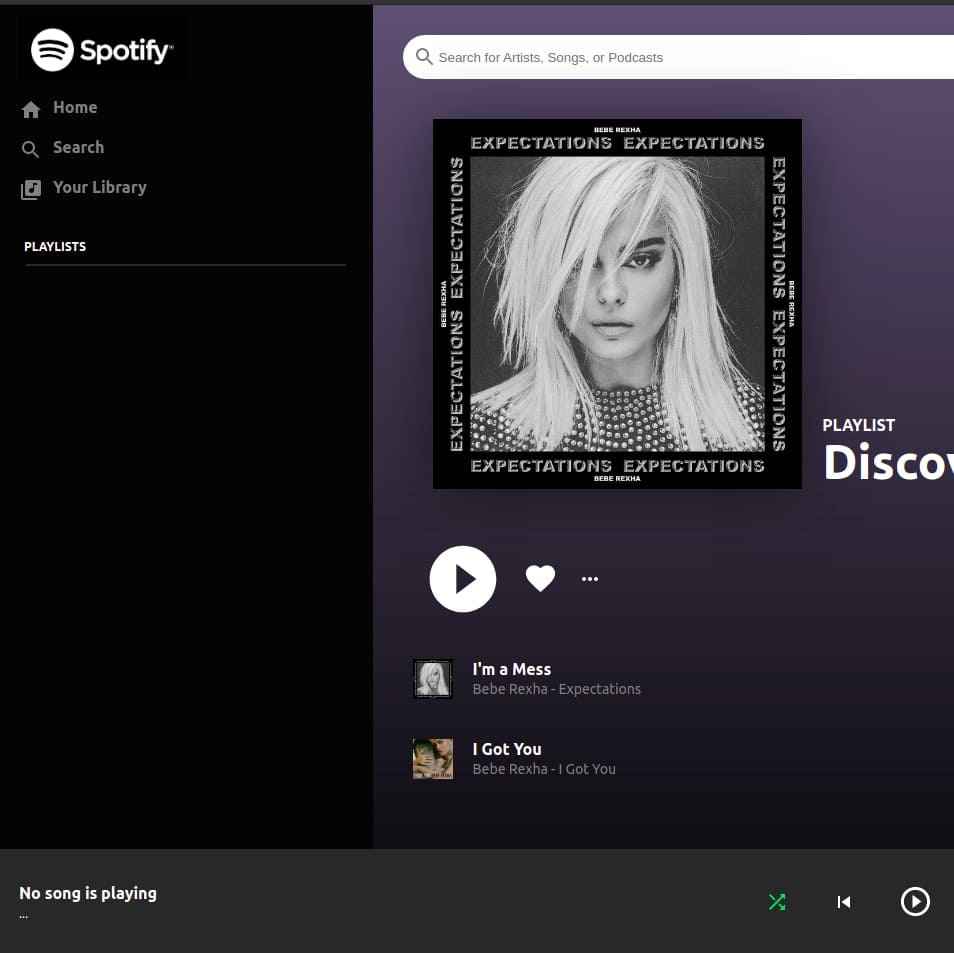 Spotify
Home
Search
Your Library
PLAYLISTS
Search for Artists, Songs, or Podcasts
BEBE REXHA
EXPECTATIONS EXPECTATIONS
EXPECTATIONS EXPECTATIONS
BEBE REXHA
EXPECTATIONS EXPECTATIONS
BEBE REXHA
EXPECTATIONS EXPECTATIONS
BEBE REXHA
PLAYLIST
Discov
I'm a Mess
Bebe Rexha - Expectations
I Got You
Bebe Rexha - I Got You
No song is playing
...